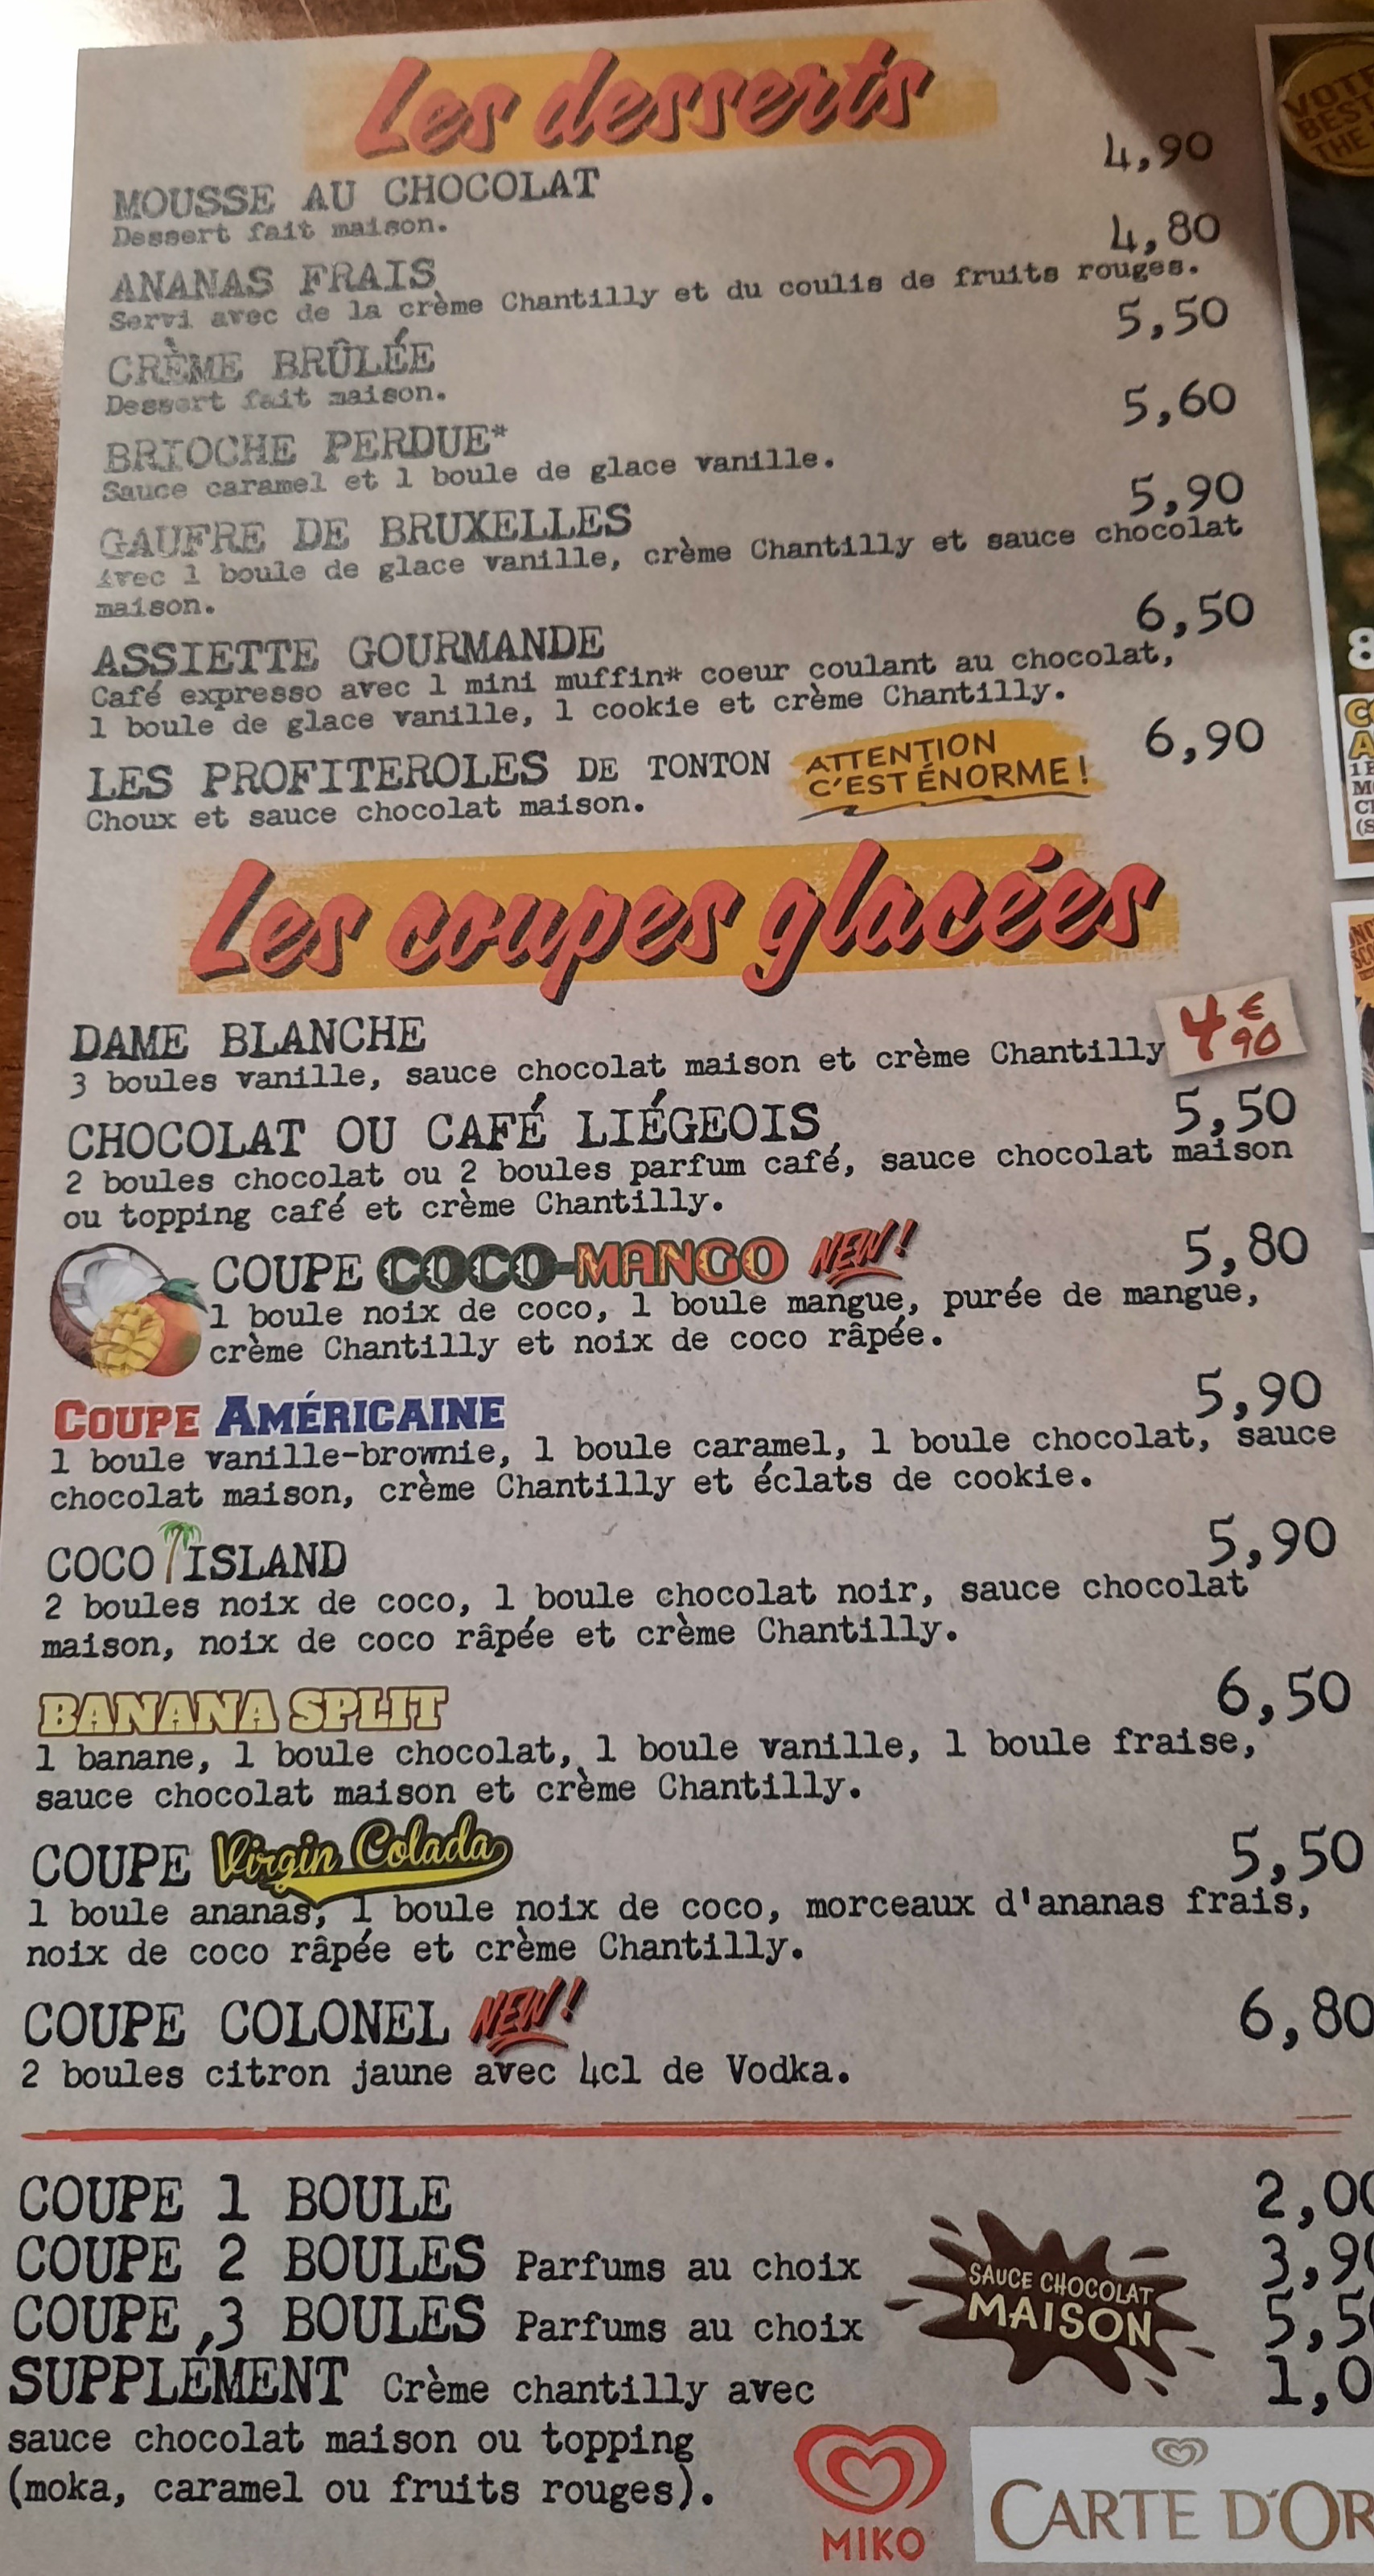 Les desserts
MOUSSE AU CHOCOLAT 4,90
Dessert fait maison.
ANANAS FRAIS 4,80
Servi avec de la crème Chantilly et du coulis de fruits rouges.
CRÈME BRÛLÉE 5,50
Dessert fait maison.
BRIOCHE PERDUE* 5,60
Sauce caramel et 1 boule de glace vanille.
GAUFRE DE BRUXELLES 5,90
Avec 1 boule de glace vanille, crème Chantilly et sauce chocolat
maison.
ASSIETTE GOURMANDE 6,50
Café expresso avec 1 mini muffin* coeur coulant au chocolat,
1 boule de glace vanille, 1 cookie et crème Chantilly.
LES PROFITEROLES DE TONTON ATTENTION C'EST ÉNORME ! 6,90
Choux et sauce chocolat maison.
Les coupes glacées
DAME BLANCHE 4€90
3 boules vanille, sauce chocolat maison et crème Chantilly
CHOCOLAT OU CAFÉ LIÉGEOIS 5,50
2 boules chocolat ou 2 boules parfum café, sauce chocolat maison
ou topping café et crème Chantilly.
COUPE COCO-MANGO NEW ! 5,80
1 boule noix de coco, 1 boule mangue, purée de mangue,
crème Chantilly et noix de coco râpée.
COUPE AMÉRICAINE 5,90
1 boule vanille-brownie, 1 boule caramel, 1 boule chocolat, sauce
chocolat maison, crème Chantilly et éclats de cookie.
COCO ISLAND 5,90
2 boules noix de coco, 1 boule chocolat noir, sauce chocolat
maison, noix de coco râpée et crème Chantilly.
BANANA SPLIT 6,50
1 banane, 1 boule chocolat, 1 boule vanille, 1 boule fraise,
sauce chocolat maison et crème Chantilly.
COUPE Virgin Colada 5,50
1 boule ananas, 1 boule noix de coco, morceaux d'ananas frais,
noix de coco râpée et crème Chantilly.
COUPE COLONEL NEW ! 6,80
2 boules citron jaune avec 4cl de Vodka.
COUPE 1 BOULE 2,00
COUPE 2 BOULES Parfums au choix 3,9
COUPE 3 BOULES Parfums au choix 5,5
SUPPLÉMENT Crème chantilly avec 1,0
sauce chocolat maison ou topping
(moka, caramel ou fruits rouges).
SAUCE CHOCOLAT
MAISON
MIKO
CARTE D'OR
VOTE
BEST
THE
8